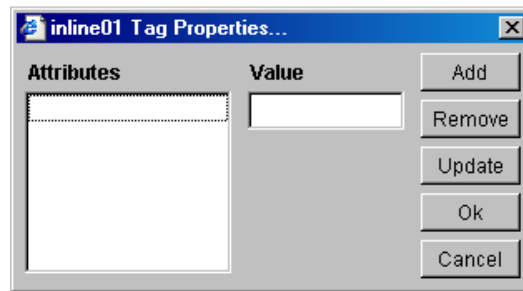 inline01 Tag Properties...
Attributes
Value
Add
Remove
Update
Ok
Cancel